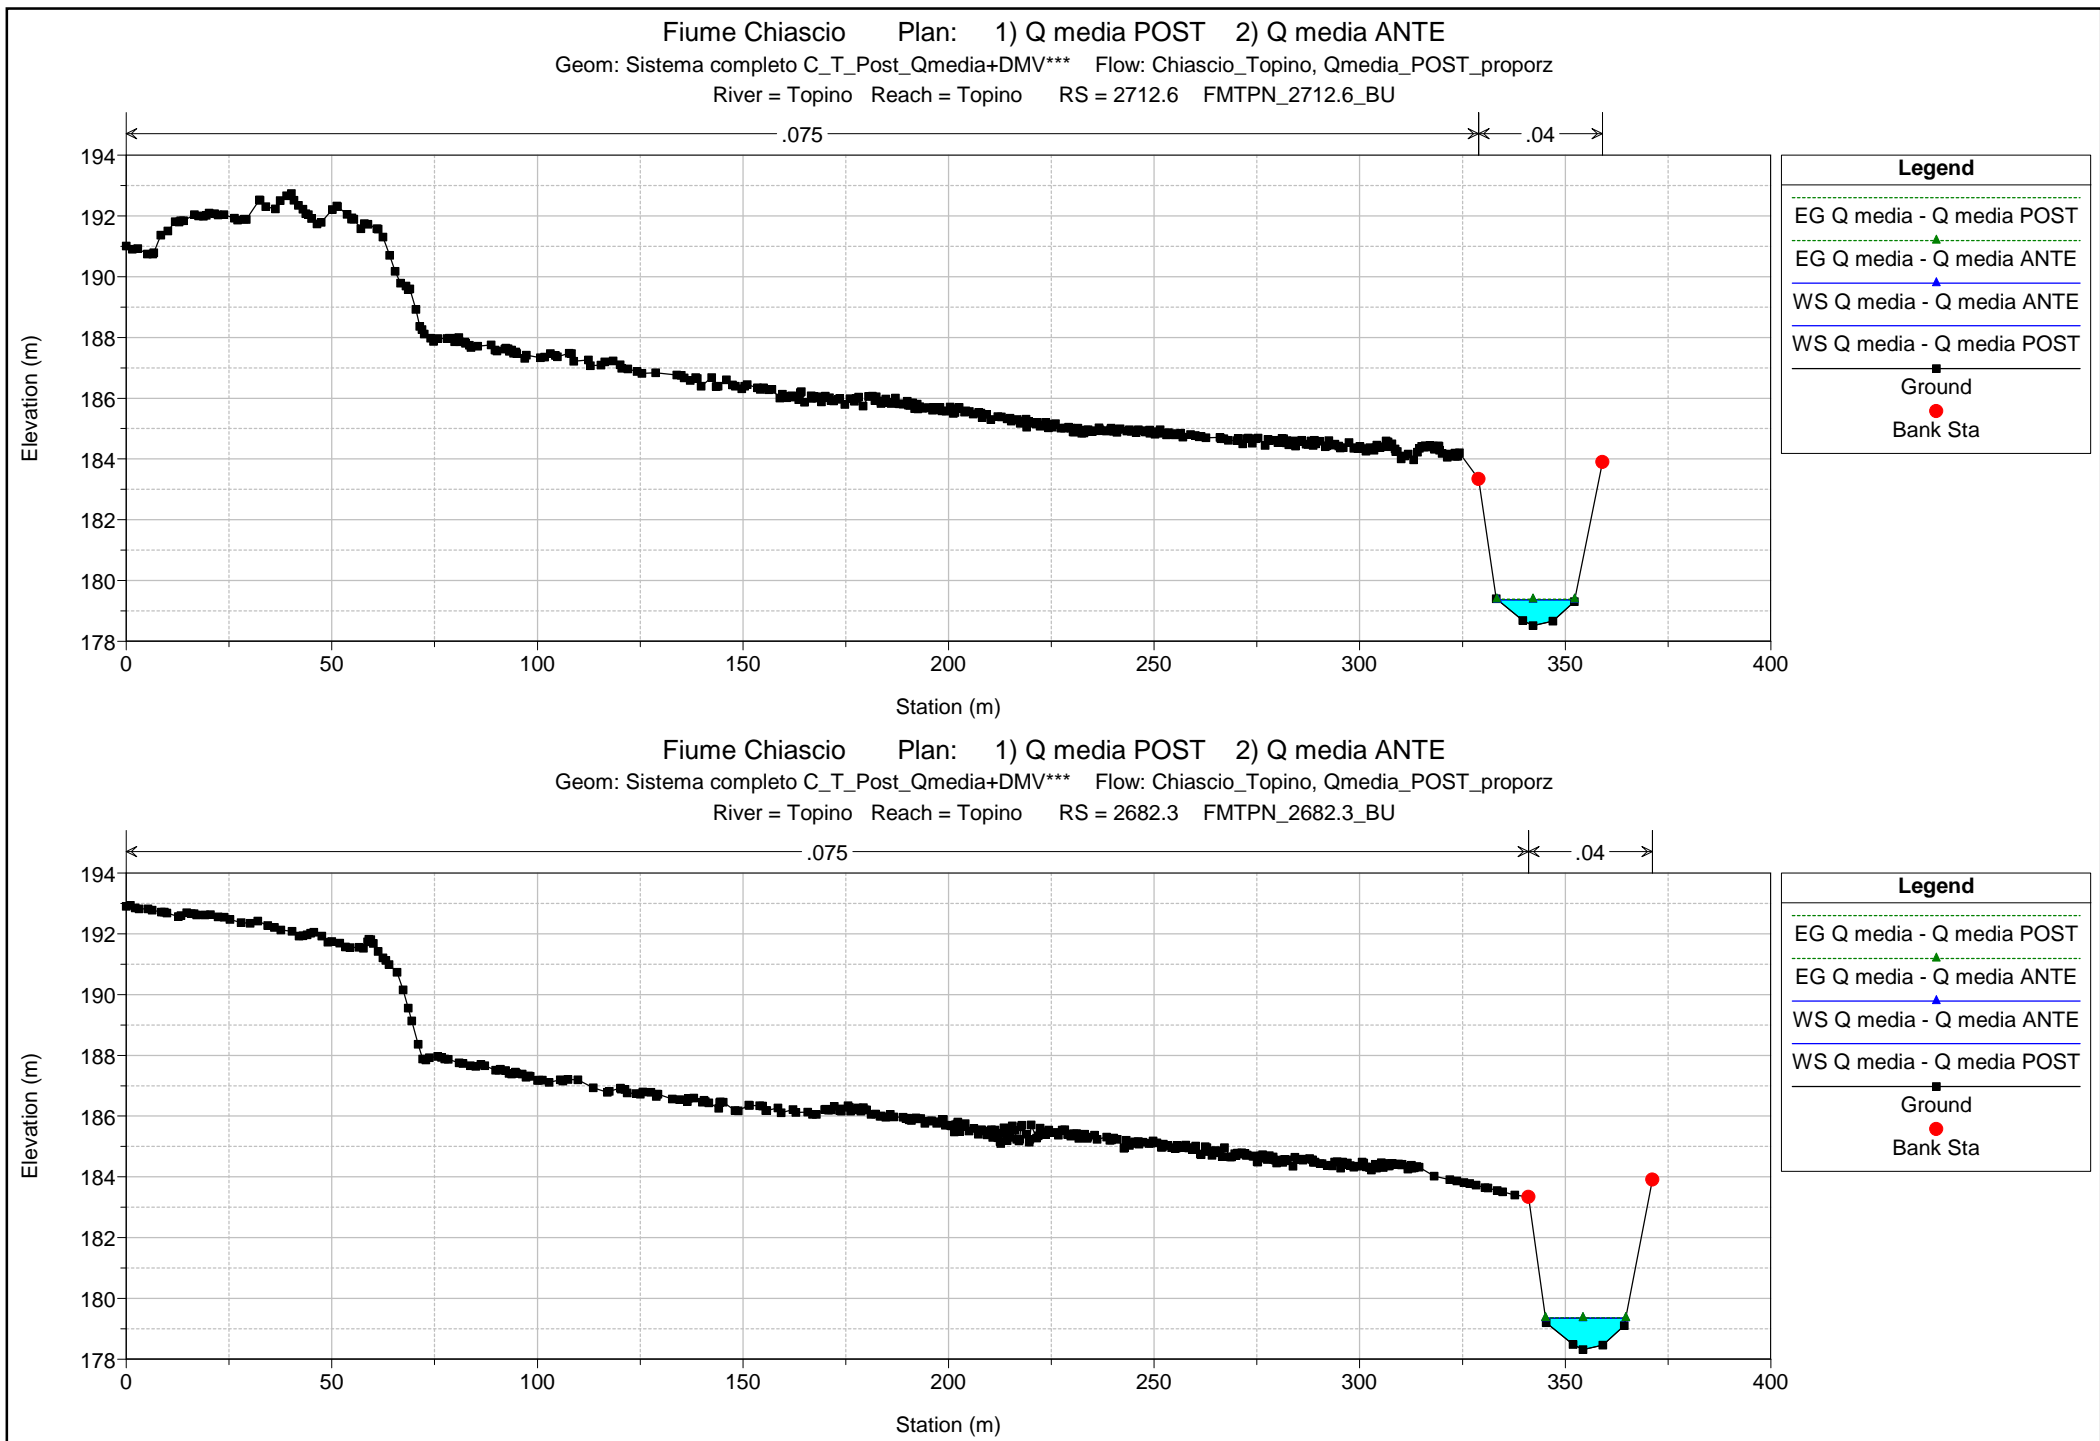 Fiume Chiascio Plan: 1) Q media POST 2) Q media ANTE
Geom: Sistema completo C_T_Post_Qmedia+DMV*** Flow: Chiascio_Topino, Qmedia_POST_proporz
River = Topino Reach = Topino RS = 2712.6 FMTPN_2712.6_BU
.075 .04
194
192
190
188
186
184
182
180
178
Elevation (m)
0 50 100 150 200 250 300 350 400
Station (m)
Legend
EG Q media - Q media POST
EG Q media - Q media ANTE
WS Q media - Q media ANTE
WS Q media - Q media POST
Ground
Bank Sta
Fiume Chiascio Plan: 1) Q media POST 2) Q media ANTE
Geom: Sistema completo C_T_Post_Qmedia+DMV*** Flow: Chiascio_Topino, Qmedia_POST_proporz
River = Topino Reach = Topino RS = 2682.3 FMTPN_2682.3_BU
.075 .04
194
192
190
188
186
184
182
180
178
Elevation (m)
0 50 100 150 200 250 300 350 400
Station (m)
Legend
EG Q media - Q media POST
EG Q media - Q media ANTE
WS Q media - Q media ANTE
WS Q media - Q media POST
Ground
Bank Sta